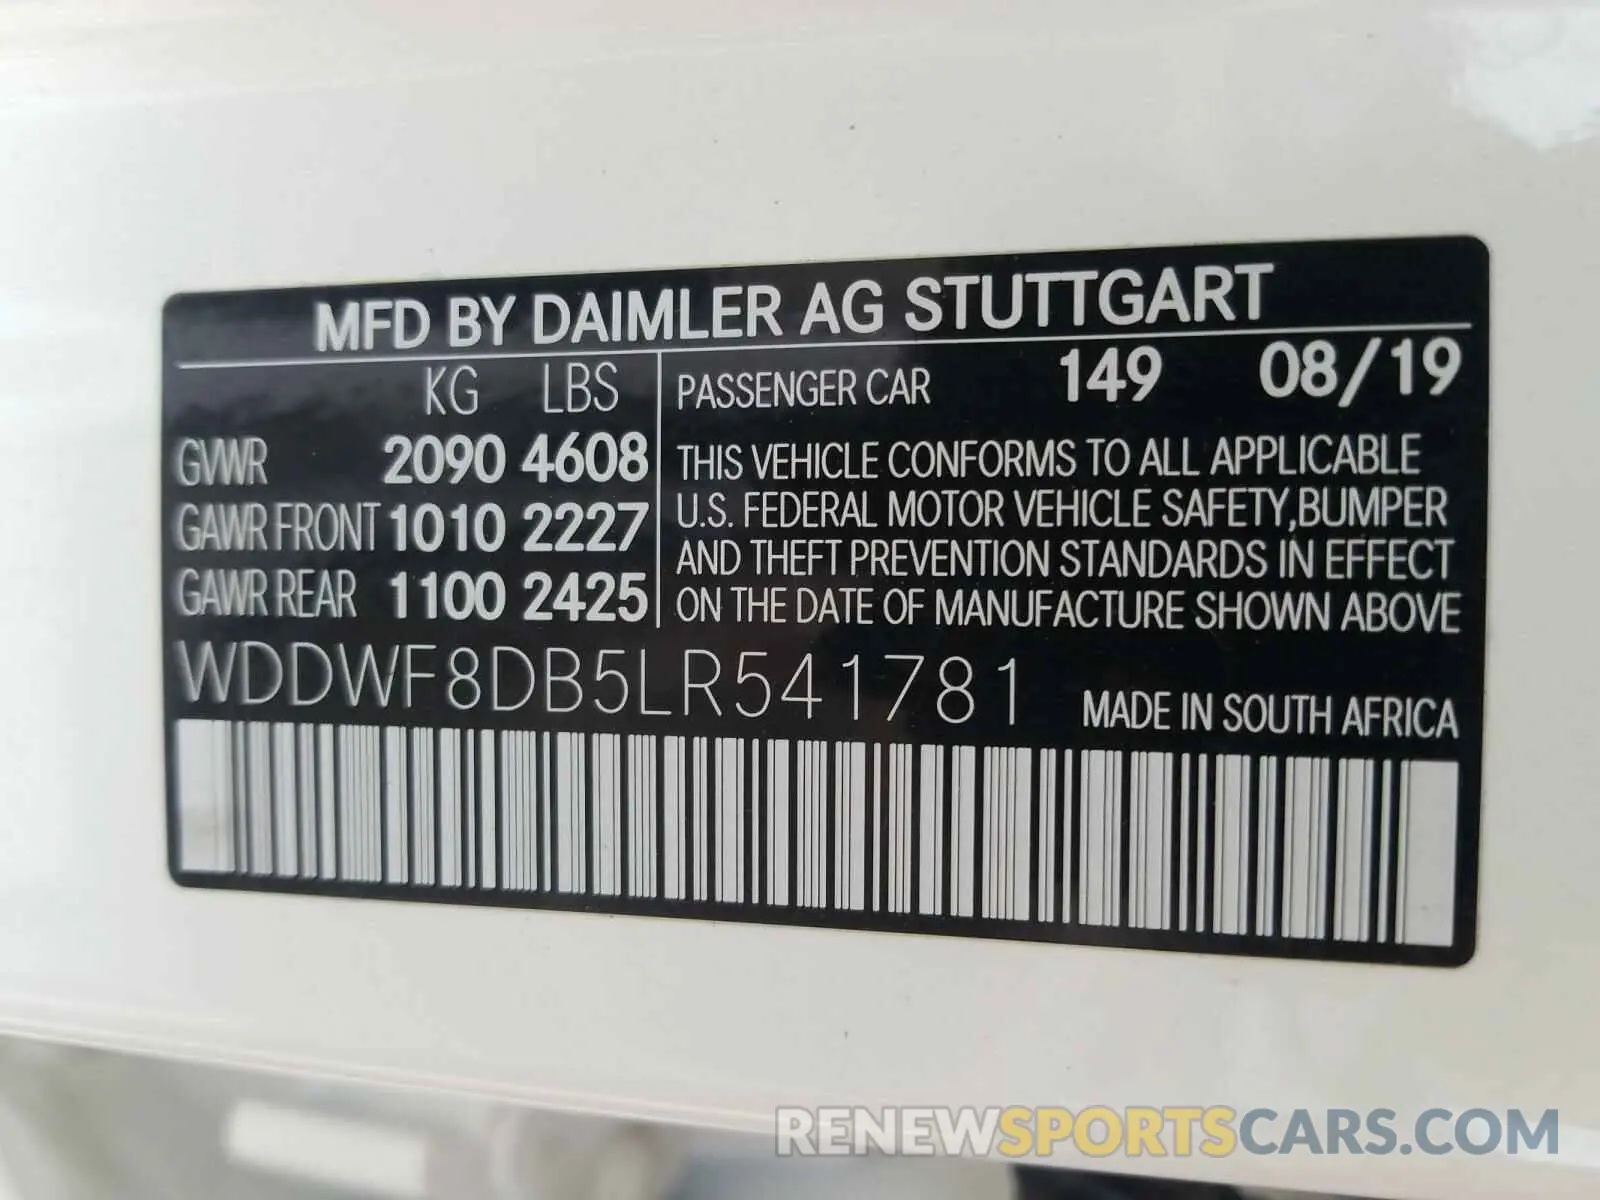 MFD BY DAIMLER AG STUTTGART
KG LBS
GVWR 2090 4608
GAWR FRONT 1010 2227
GAWR REAR 1100 2425
PASSENGER CAR 149 08/19
THIS VEHICLE CONFORMS TO ALL APPLICABLE
U.S. FEDERAL MOTOR VEHICLE SAFETY,BUMPER
AND THEFT PREVENTION STANDARDS IN EFFECT
ON THE DATE OF MANUFACTURE SHOWN ABOVE
WDDWF8DB5LR541781
MADE IN SOUTH AFRICA
RENEWSPORTSCARS.COM